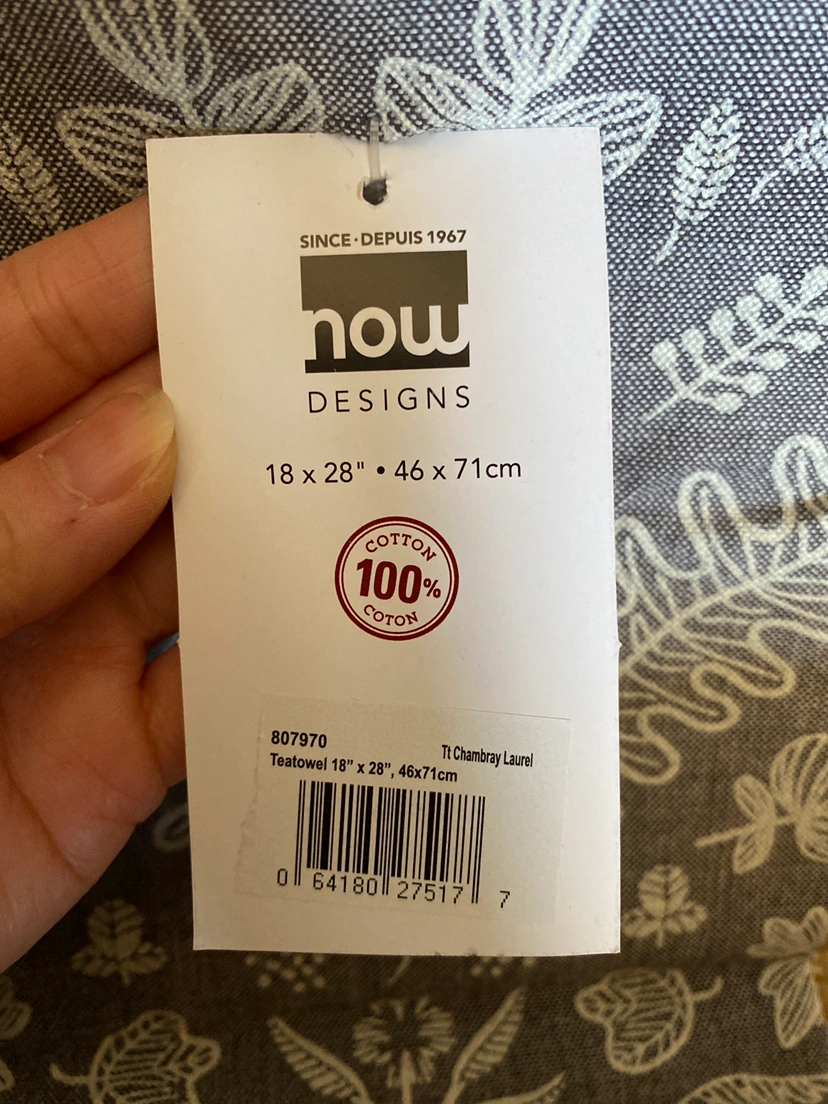 SINCE · DEPUIS 1967
now
DESIGNS
18 x 28" • 46 x 71cm
COTTON
100%
COTON
807970
Tt Chambray Laurel
Teatowel 18” x 28”, 46x71cm
0 64180 27517 7